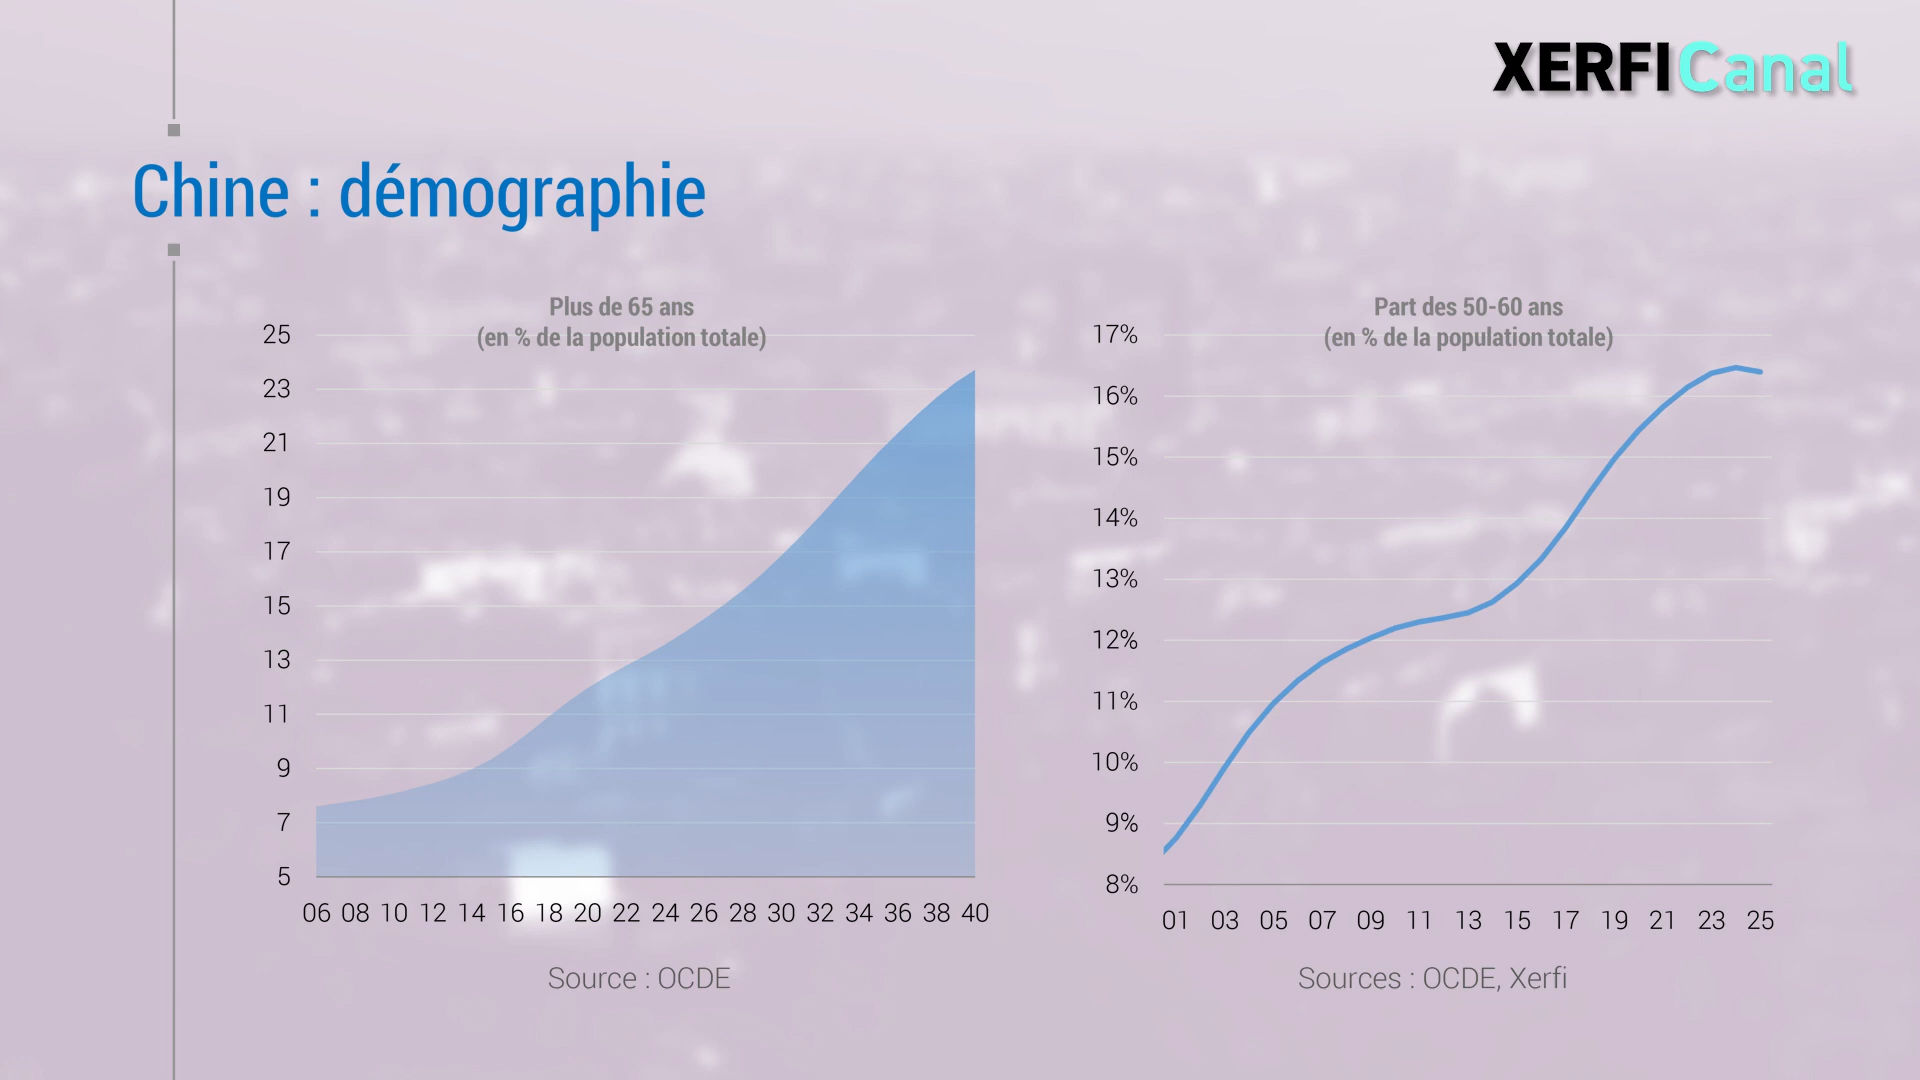 XERFI Canal
Chine : démographie
Plus de 65 ans
(en % de la population totale)
25
23
21
19
17
15
13
11
9
7
5
06 08 10 12 14 16 18 20 22 24 26 28 30 32 34 36 38 40
Source : OCDE
Part des 50-60 ans
(en % de la population totale)
17%
16%
15%
14%
13%
12%
11%
10%
9%
8%
01 03 05 07 09 11 13 15 17 19 21 23 25
Sources : OCDE, Xerfi